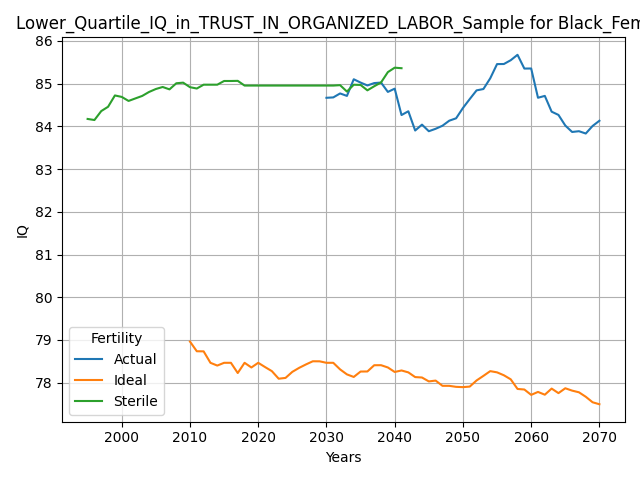 Lower_Quartile_IQ_in_TRUST_IN_ORGANIZED_LABOR_Sample for Black_Fem
86
85
84
83
82
81
80
79
78
IQ
Fertility
Actual
Ideal
Sterile
2000 2010 2020 2030 2040 2050 2060 2070
Years